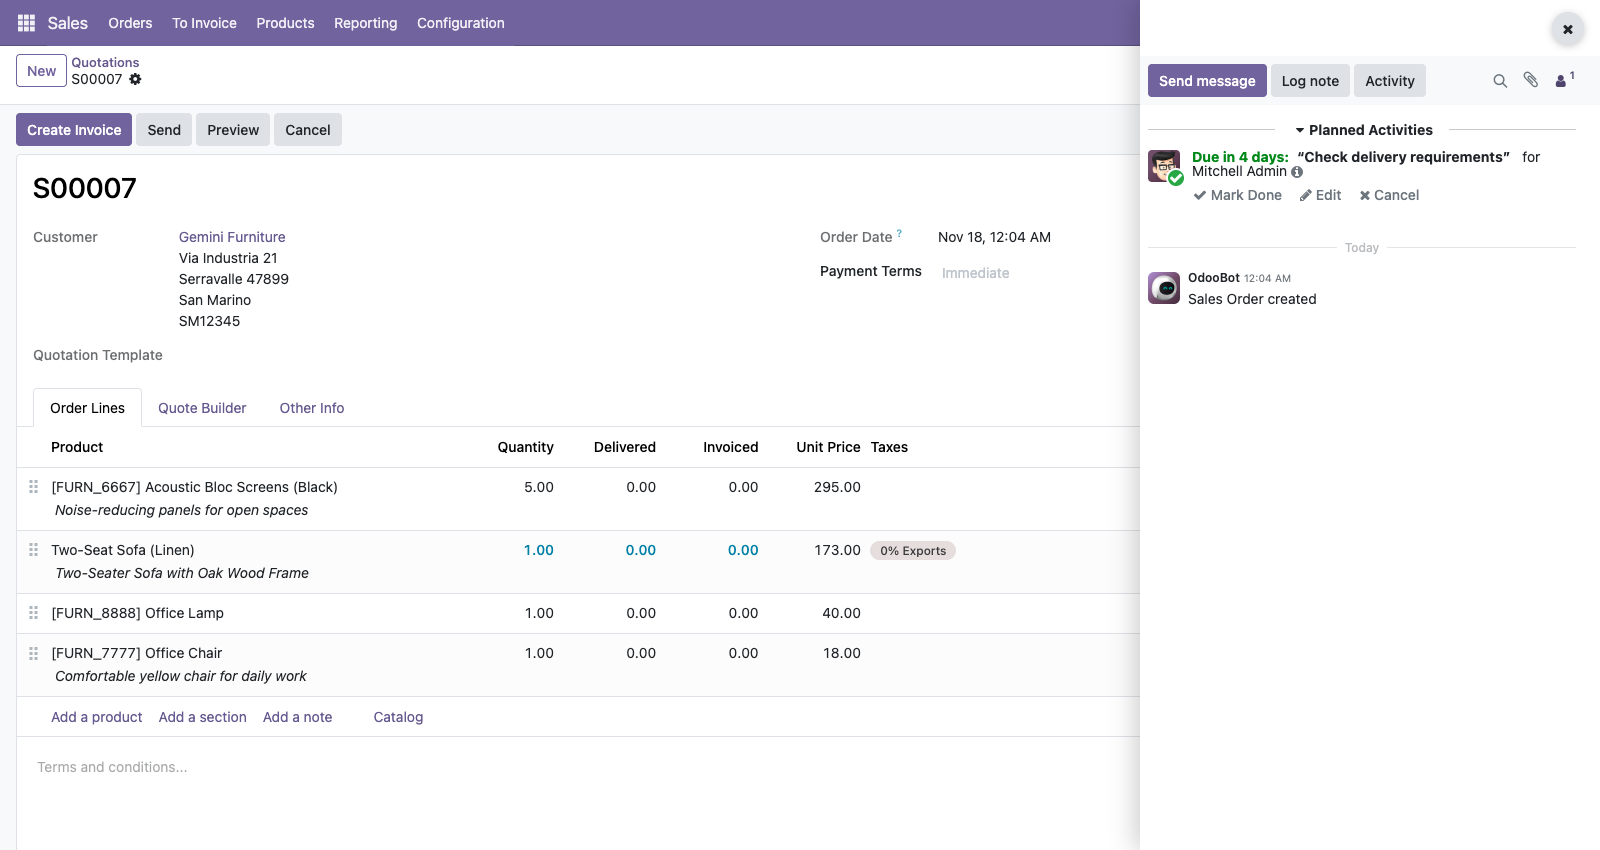 Sales Orders To Invoice Products Reporting Configuration
New
Quotations
S00007
Create Invoice Send Preview Cancel
S00007
Customer
Gemini Furniture
Via Industria 21
Serravalle 47899
San Marino
SM12345
Order Date ? Nov 18, 12:04 AM
Payment Terms Immediate
Quotation Template
Order Lines Quote Builder Other Info
Product Quantity Delivered Invoiced Unit Price Taxes
[FURN_6667] Acoustic Bloc Screens (Black) 5.00 0.00 0.00 295.00
Noise-reducing panels for open spaces
Two-Seat Sofa (Linen) 1.00 0.00 0.00 173.00 0% Exports
Two-Seater Sofa with Oak Wood Frame
[FURN_8888] Office Lamp 1.00 0.00 0.00 40.00
[FURN_7777] Office Chair 1.00 0.00 0.00 18.00
Comfortable yellow chair for daily work
Add a product Add a section Add a note Catalog
Terms and conditions...
Send message Log note Activity 1
Planned Activities
Due in 4 days: “Check delivery requirements” for
Mitchell Admin
Mark Done Edit Cancel
Today
OdooBot 12:04 AM
Sales Order created